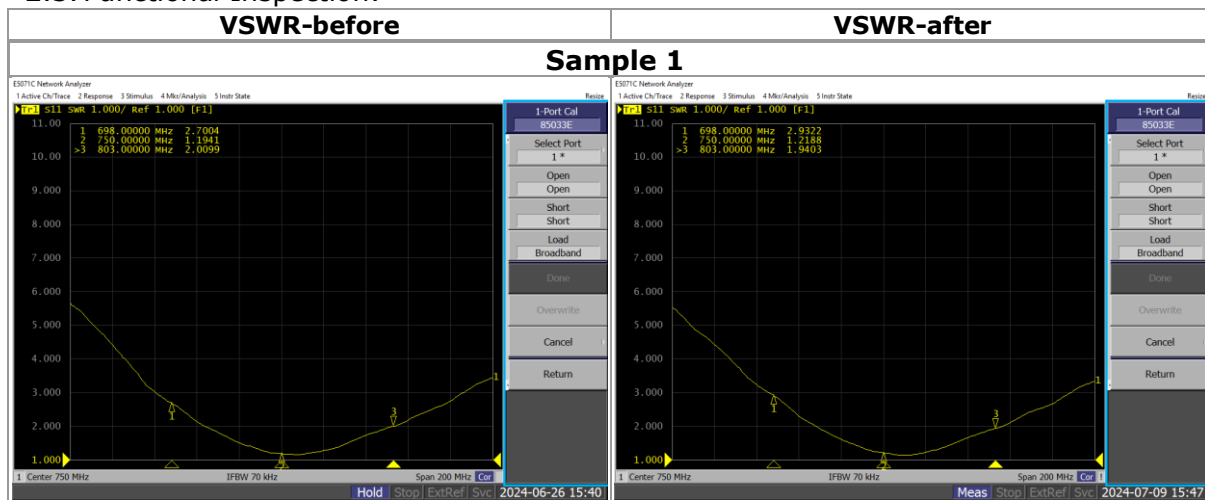 VSWR-before VSWR-after
Sample 1
E5071C Network Analyzer
1 Active Ch/Trace 2 Response 3 Stimulus 4 Mkr/Analysis 5 Instr State Resize
Tr1 S11 SWR 1.000/ Ref 1.000 [F1]
11.00
1 698.00000 MHz 2.7004
2 750.00000 MHz 1.1941
>3 803.00000 MHz 2.0099
10.00
9.000
8.000
7.000
6.000
5.000
4.000
3.000
2.000
1.000
1
2
3
1
1 Center 750 MHz IFBW 70 kHz Span 200 MHz Cor
1-Port Cal
85033E
Select Port
1 *
Open
Open
Short
Short
Load
Broadband
Done
Overwrite
Cancel
Return
Hold Stop ExtRef Svc 2024-06-26 15:40
E5071C Network Analyzer
1 Active Ch/Trace 2 Response 3 Stimulus 4 Mkr/Analysis 5 Instr State Resize
Tr1 S11 SWR 1.000/ Ref 1.000 [F1]
11.00
1 698.00000 MHz 2.9322
2 750.00000 MHz 1.2188
>3 803.00000 MHz 1.9403
10.00
9.000
8.000
7.000
6.000
5.000
4.000
3.000
2.000
1.000
1
2
3
1
1 Center 750 MHz IFBW 70 kHz Span 200 MHz Cor !
1-Port Cal
85033E
Select Port
1 *
Open
Open
Short
Short
Load
Broadband
Done
Overwrite
Cancel
Return
Meas Stop ExtRef Svc 2024-07-09 15:47